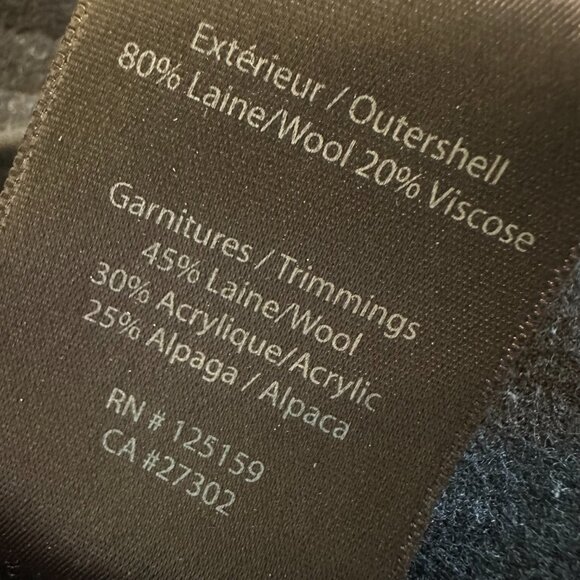 Extérieur / Outershell
80% Laine/Wool 20% Viscose
Garnitures / Trimmings
45% Laine/Wool
30% Acrylique/Acrylic
25% Alpaga / Alpaca
RN # 125159
CA #27302